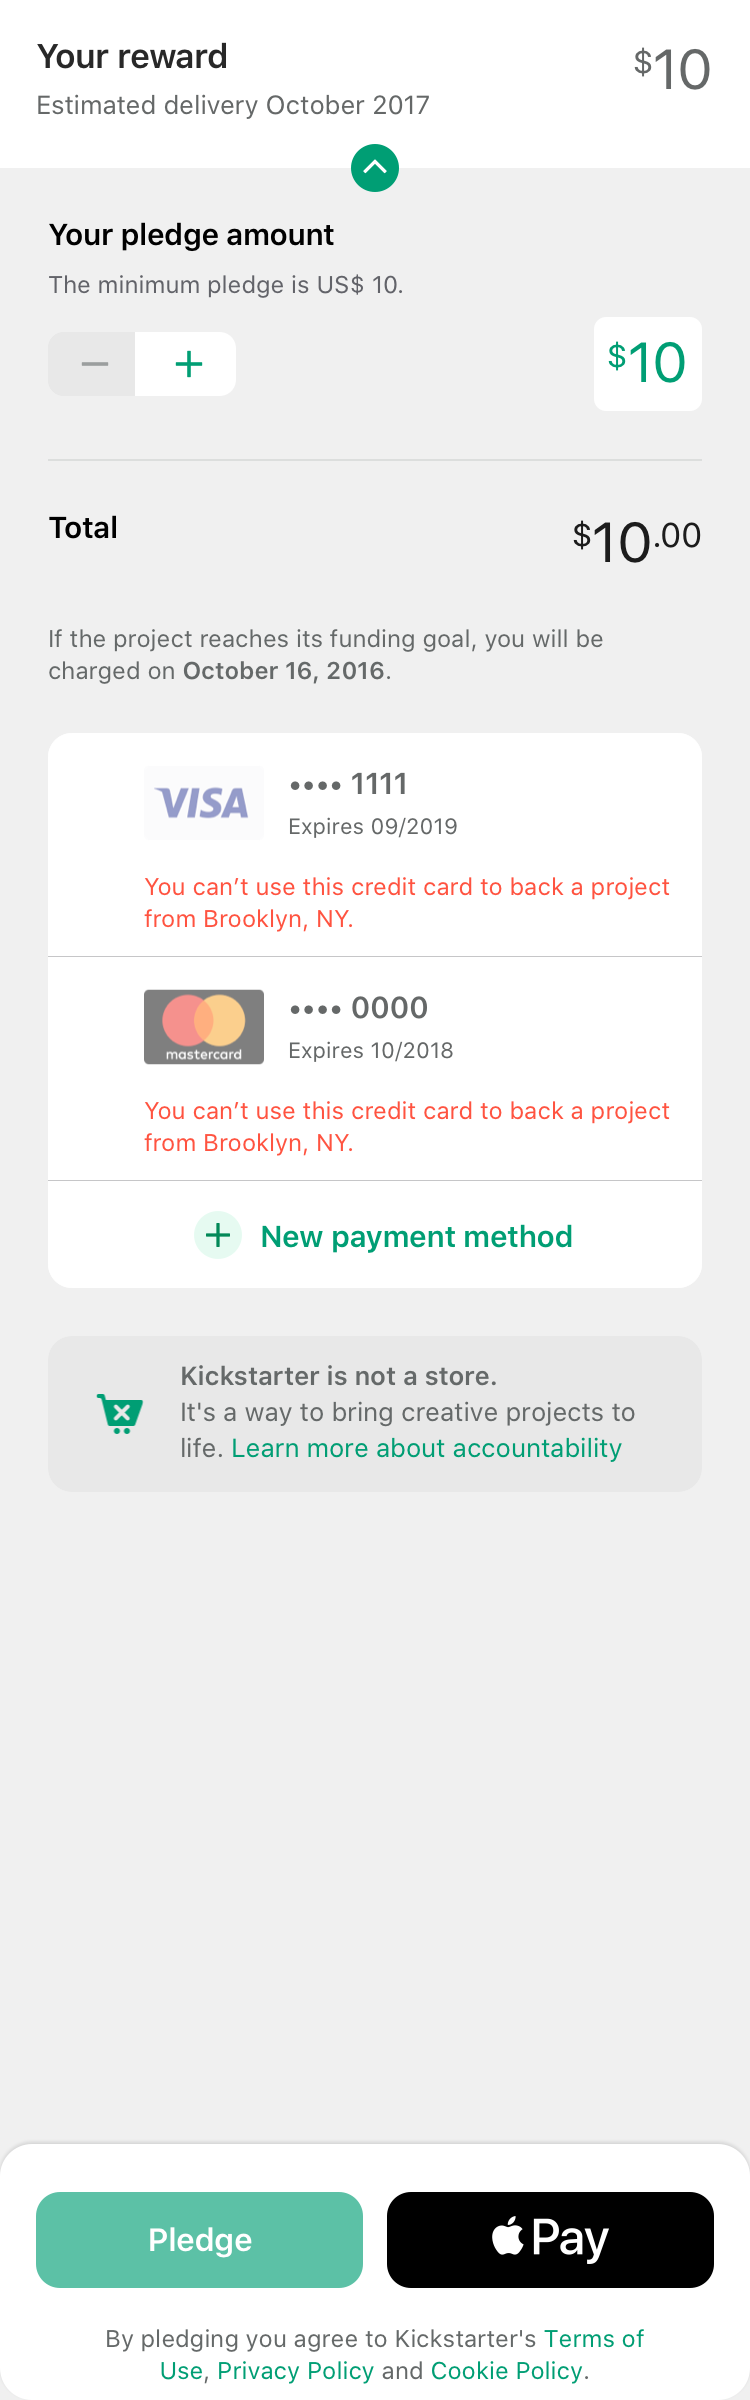 Your reward
$10
Estimated delivery October 2017
Your pledge amount
The minimum pledge is US$ 10.
− +
$10
Total
$10.00
If the project reaches its funding goal, you will be
charged on October 16, 2016.
VISA
•••• 1111
Expires 09/2019
You can’t use this credit card to back a project
from Brooklyn, NY.
mastercard
•••• 0000
Expires 10/2018
You can’t use this credit card to back a project
from Brooklyn, NY.
+ New payment method
Kickstarter is not a store.
It's a way to bring creative projects to
life. Learn more about accountability
Pledge
Pay
By pledging you agree to Kickstarter's Terms of
Use, Privacy Policy and Cookie Policy.